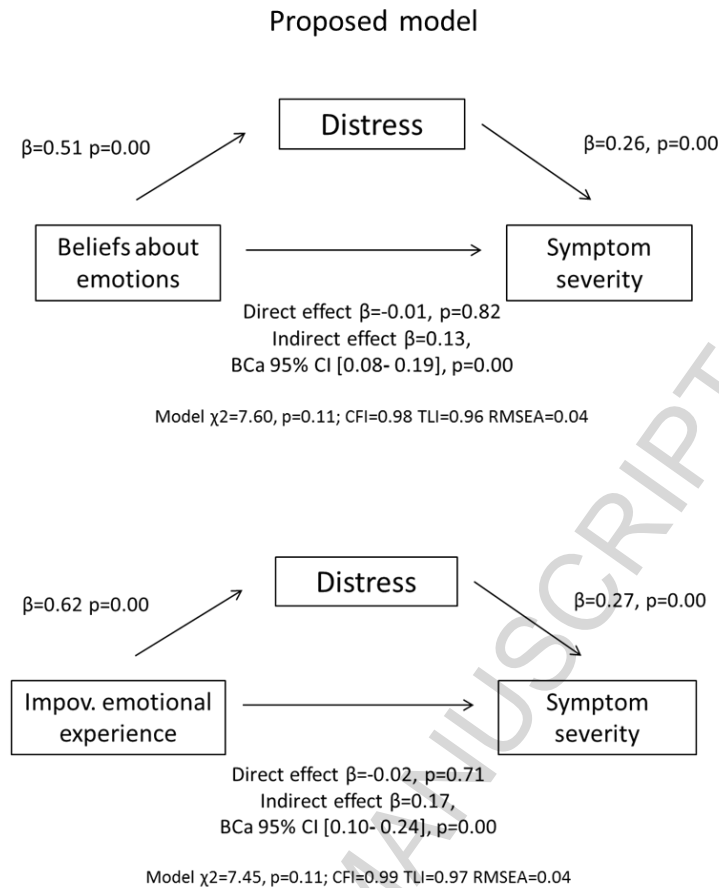 Proposed model
Distress
β=0.51 p=0.00
β=0.26, p=0.00
Beliefs about
emotions
Symptom
severity
Direct effect β=-0.01, p=0.82
Indirect effect β=0.13,
BCa 95% CI [0.08- 0.19], p=0.00
Model χ2=7.60, p=0.11; CFI=0.98 TLI=0.96 RMSEA=0.04
Distress
β=0.62 p=0.00
β=0.27, p=0.00
Impov. emotional
experience
Symptom
severity
Direct effect β=-0.02, p=0.71
Indirect effect β=0.17,
BCa 95% CI [0.10- 0.24], p=0.00
Model χ2=7.45, p=0.11; CFI=0.99 TLI=0.97 RMSEA=0.04
MANUSCRIPT